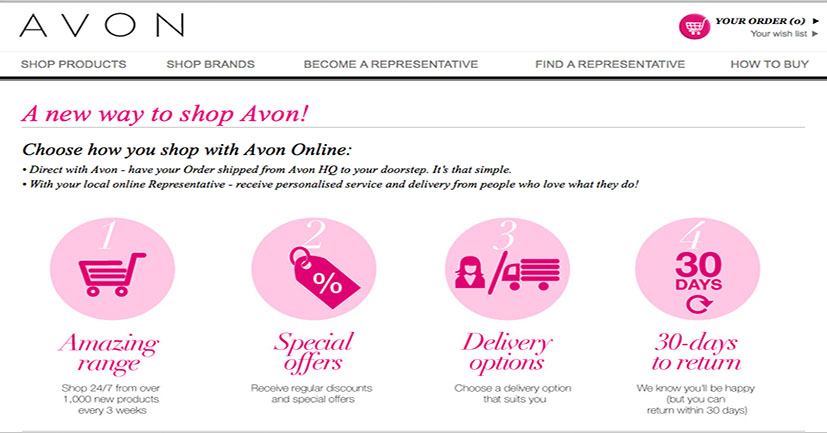 AVON
YOUR ORDER (0)
Your wish list
SHOP PRODUCTS SHOP BRANDS BECOME A REPRESENTATIVE FIND A REPRESENTATIVE HOW TO BUY
A new way to shop Avon!
Choose how you shop with Avon Online:
• Direct with Avon - have your Order shipped from Avon HQ to your doorstep. It's that simple.
• With your local online Representative - receive personalised service and delivery from people who love what they do!
1
Amazing
range
Shop 24/7 from over
1,000 new products
every 3 weeks
2
%
Special
offers
Receive regular discounts
and special offers
3
Delivery
options
Choose a delivery option
that suits you
4
30
DAYS
30-days
to return
We know you'll be happy
(but you can
return within 30 days)